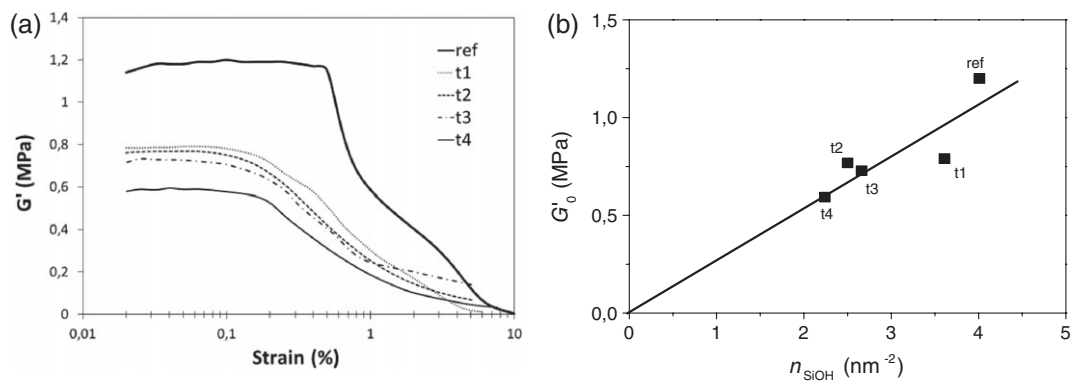 (a)
G' (MPa)
1,4
1,2
1
0,8
0,6
0,4
0,2
0
0,01
0,1
1
10
Strain (%)
ref
t1
t2
t3
t4
(b)
G'0 (MPa)
1,5
1,0
0,5
0,0
0
1
2
3
4
5
nSiOH (nm-2)
ref
t2
t3
t1
t4